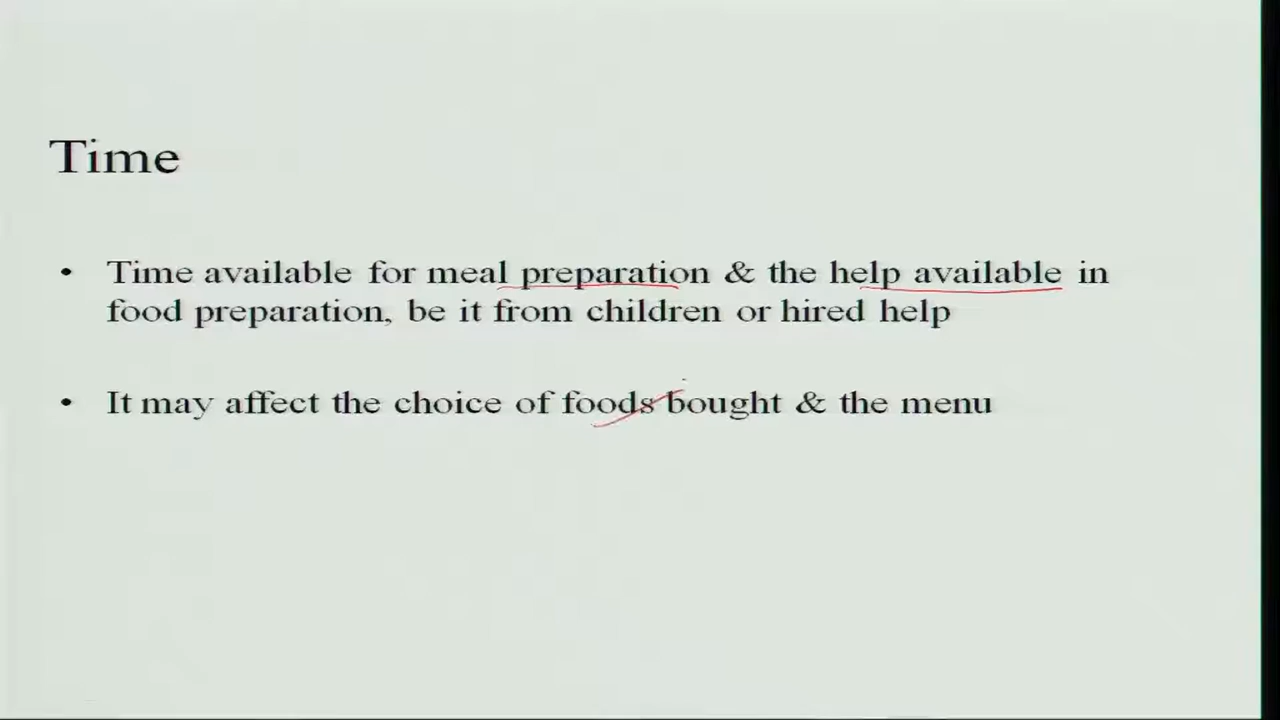 Time
• Time available for meal preparation & the help available in
food preparation, be it from children or hired help
• It may affect the choice of foods bought & the menu